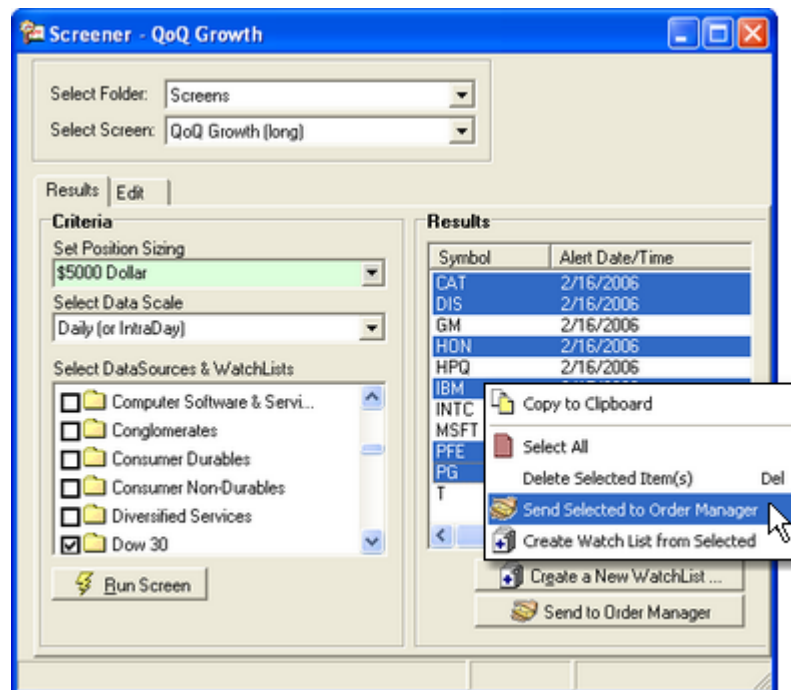 Screener - QoQ Growth
Select Folder: Screens
Select Screen: QoQ Growth (long)
Results Edit
Criteria
Set Position Sizing
$5000 Dollar
Select Data Scale
Daily (or IntraDay)
Select DataSources & WatchLists
Computer Software & Servi...
Conglomerates
Consumer Durables
Consumer Non-Durables
Diversified Services
Dow 30
Run Screen
Results
Symbol Alert Date/Time
CAT 2/16/2006
DIS 2/16/2006
GM 2/16/2006
HON 2/16/2006
HPQ 2/16/2006
IBM
INTC
MSFT
PFE
PG
T
Copy to Clipboard
Select All
Delete Selected Item(s) Del
Send Selected to Order Manager
Create Watch List from Selected
Create a New WatchList ...
Send to Order Manager